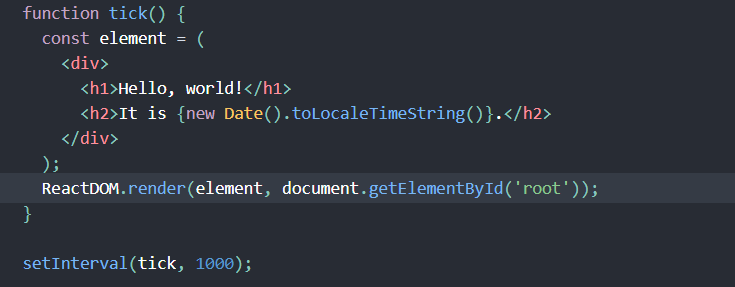 function tick() {
  const element = (
    <div>
      <h1>Hello, world!</h1>
      <h2>It is {new Date().toLocaleTimeString()}.</h2>
    </div>
  );
  ReactDOM.render(element, document.getElementById('root'));
}

setInterval(tick, 1000);